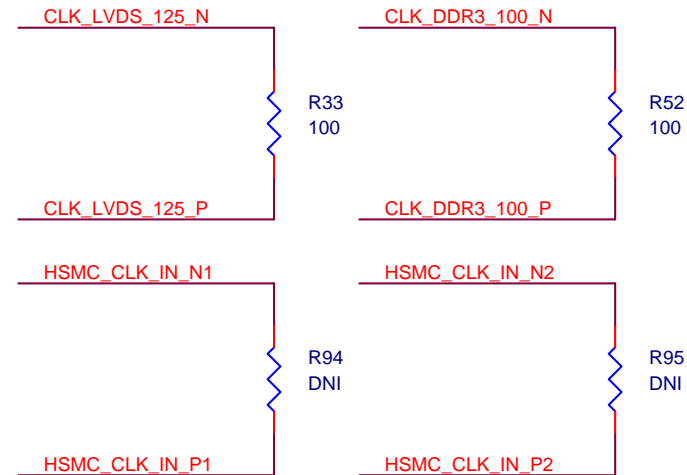 CLK_LVDS_125_N
CLK_DDR3_100_N
R33
100
R52
100
CLK_LVDS_125_P
CLK_DDR3_100_P
HSMC_CLK_IN_N1
HSMC_CLK_IN_N2
R94
DNI
R95
DNI
HSMC_CLK_IN_P1
HSMC_CLK_IN_P2